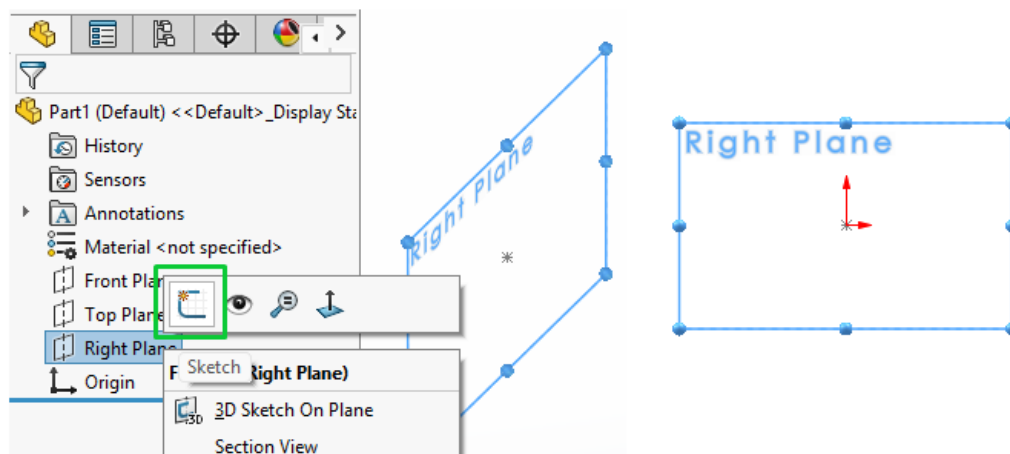 Part1 (Default) <<Default>_Display Sta
History
Sensors
Annotations
Material <not specified>
Front Plan
Top Plane
Right Plane
Sketch
Right Plane)
Origin
3D Sketch On Plane
Section View
Right Plane
Right Plane